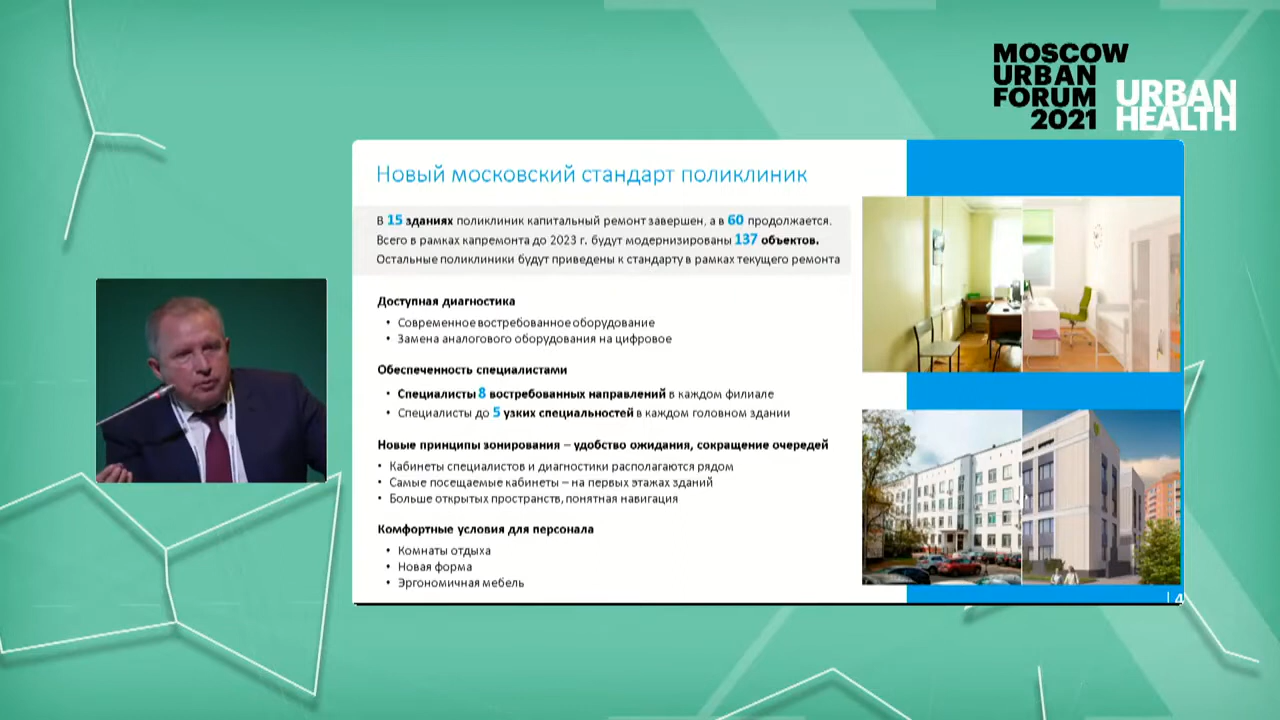 MOSCOW
URBAN
FORUM
2021
URBAN
HEALTH
Новый московский стандарт поликлиник
В 15 зданиях поликлиник капитальный ремонт завершен, а в 60 продолжается.
Всего в рамках капремонта до 2023 г. будут модернизированы 137 объектов.
Остальные поликлиники будут приведены к стандарту в рамках текущего ремонта
Доступная диагностика
• Современное востребованное оборудование
• Замена аналогового оборудования на цифровое
Обеспеченность специалистами
• Специалисты 8 востребованных направлений в каждом филиале
• Специалисты до 5 узких специальностей в каждом головном здании
Новые принципы зонирования – удобство ожидания, сокращение очередей
• Кабинеты специалистов и диагностики располагаются рядом
• Самые посещаемые кабинеты – на первых этажах зданий
• Больше открытых пространств, понятная навигация
Комфортные условия для персонала
• Комнаты отдыха
• Новая форма
• Эргономичная мебель
| 4